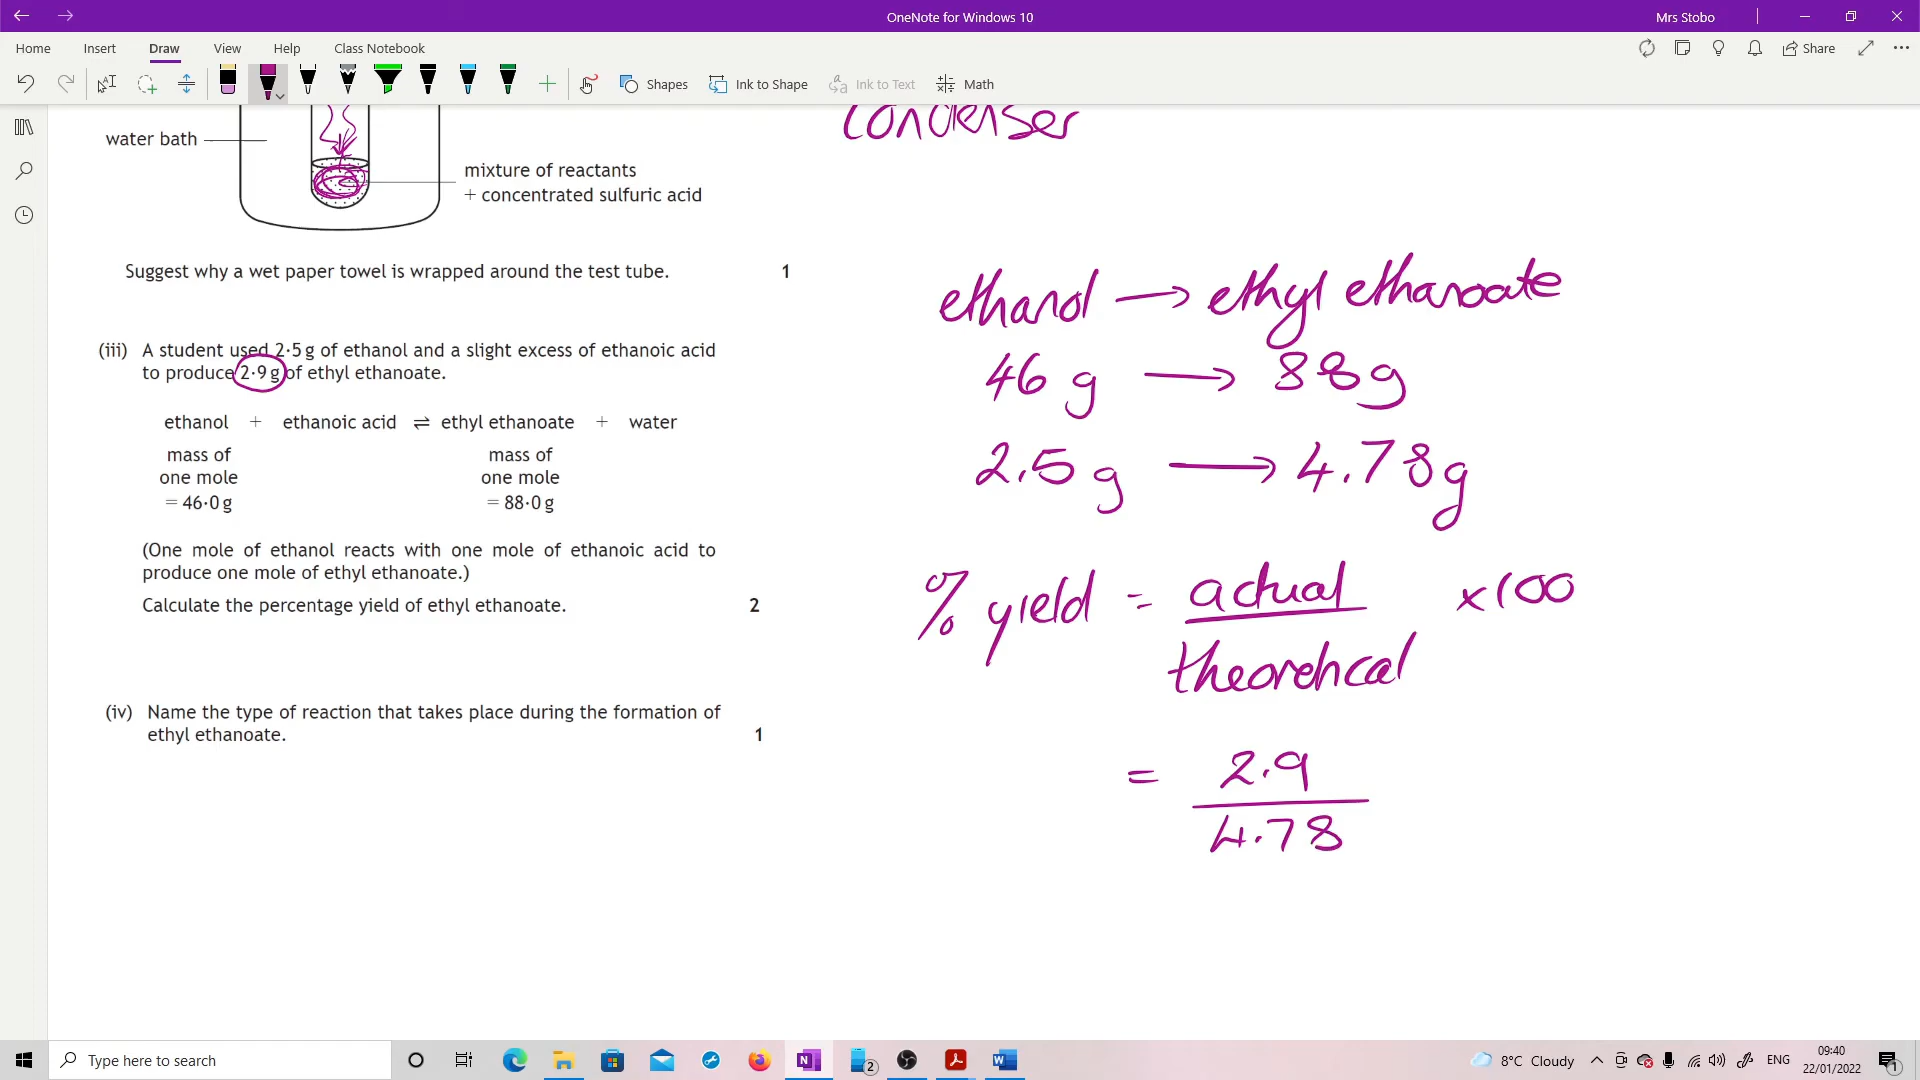 OneNote for Windows 10
Mrs Stobo
Home Insert Draw View Help Class Notebook
Share
Shapes Ink to Shape Ink to Text Math
water bath
mixture of reactants
+ concentrated sulfuric acid
condenser
Suggest why a wet paper towel is wrapped around the test tube. 1
(iii) A student used 2·5 g of ethanol and a slight excess of ethanoic acid
to produce 2·9 g of ethyl ethanoate.
ethanol + ethanoic acid ⇌ ethyl ethanoate + water
mass of mass of
one mole one mole
= 46·0 g = 88·0 g
(One mole of ethanol reacts with one mole of ethanoic acid to
produce one mole of ethyl ethanoate.)
Calculate the percentage yield of ethyl ethanoate. 2
(iv) Name the type of reaction that takes place during the formation of
ethyl ethanoate. 1
ethanol → ethyl ethanoate
46 g → 88g
2.5 g → 4.78g
% yield = actual x100
theoretical
= 2.9
4.78
Type here to search
2
8°C Cloudy
ENG
09:40
22/01/2022
1